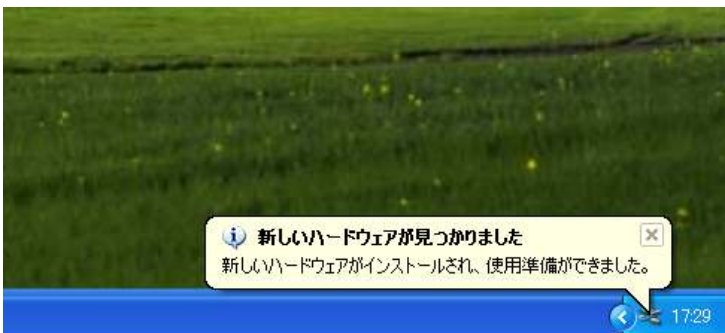 新しいハードウェアが見つかりました
新しいハードウェアがインストールされ、使用準備ができました。
17:29